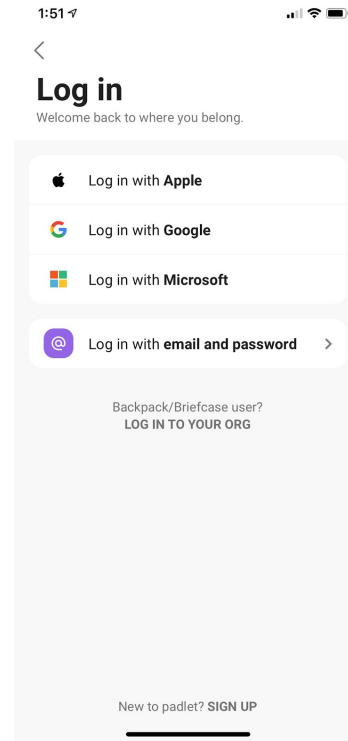 1:51
Log in
Welcome back to where you belong.
Log in with Apple
Log in with Google
Log in with Microsoft
@ Log in with email and password
Backpack/Briefcase user?
LOG IN TO YOUR ORG
New to padlet? SIGN UP